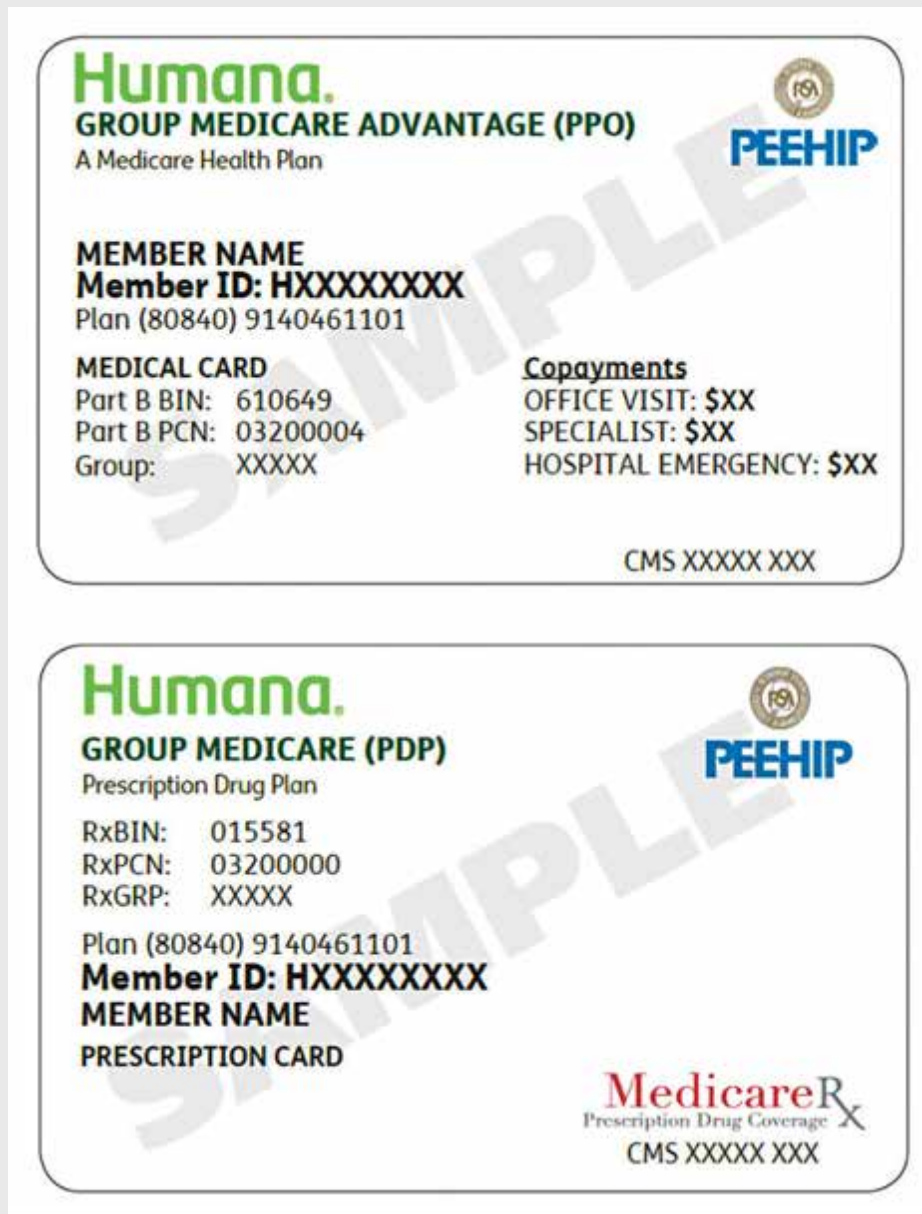 Humana.
GROUP MEDICARE ADVANTAGE (PPO)
A Medicare Health Plan
PEEHIP
MEMBER NAME
Member ID: HXXXXXXXX
Plan (80840) 9140461101
MEDICAL CARD
Part B BIN: 610649
Part B PCN: 03200004
Group: XXXXX
Copayments
OFFICE VISIT: $XX
SPECIALIST: $XX
HOSPITAL EMERGENCY: $XX
CMS XXXXX XXX
SAMPLE
Humana.
GROUP MEDICARE (PDP)
Prescription Drug Plan
PEEHIP
RxBIN: 015581
RxPCN: 03200000
RxGRP: XXXXX
Plan (80840) 9140461101
Member ID: HXXXXXXXX
MEMBER NAME
PRESCRIPTION CARD
MedicareRx
Prescription Drug Coverage
CMS XXXXX XXX
SAMPLE